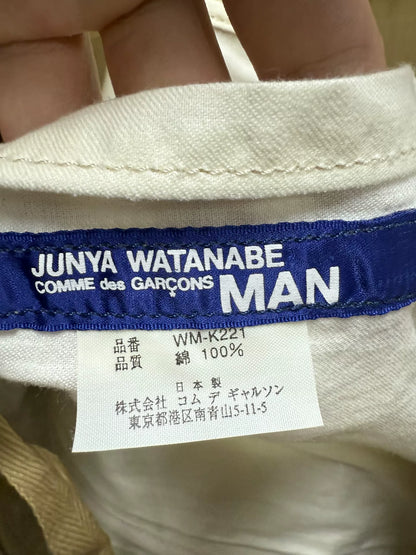 JUNYA WATANABE
COMME des GARÇONS MAN
品番 WM-K221
品質 綿 100%
日本製
株式会社 コム デ ギャルソン
東京都港区南青山5-11-5